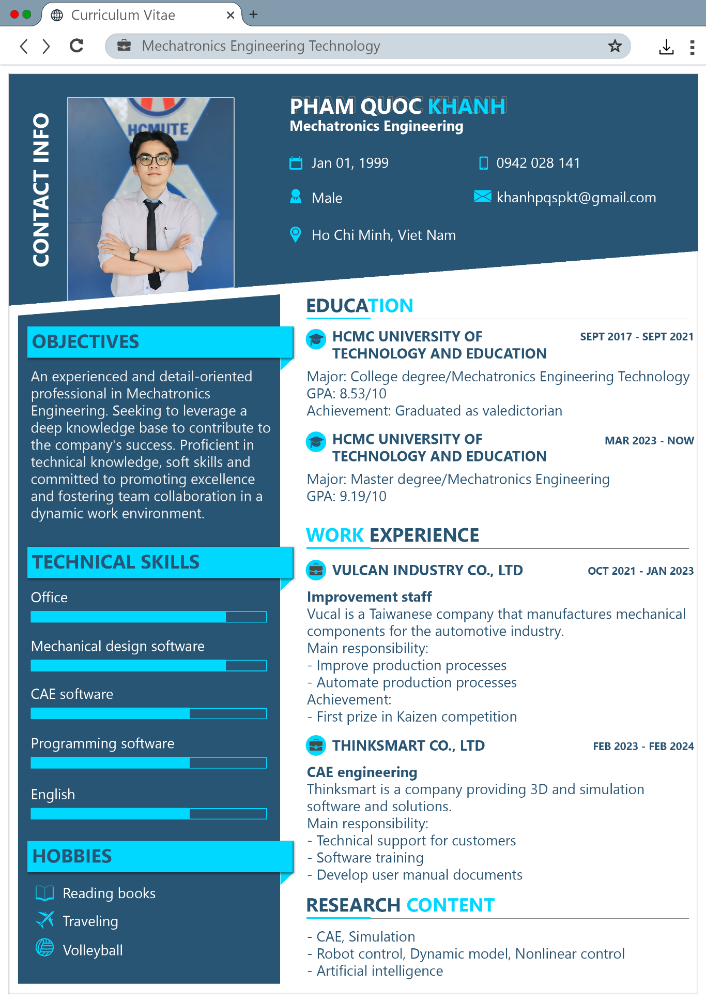 Curriculum Vitae
Mechatronics Engineering Technology
CONTACT INFO
HCMUTE
PHAM QUOC KHANH
Mechatronics Engineering
Jan 01, 1999
0942 028 141
Male
khanhpqspkt@gmail.com
Ho Chi Minh, Viet Nam
OBJECTIVES
An experienced and detail-oriented
professional in Mechatronics
Engineering. Seeking to leverage a
deep knowledge base to contribute to
the company's success. Proficient in
technical knowledge, soft skills and
committed to promoting excellence
and fostering team collaboration in a
dynamic work environment.
TECHNICAL SKILLS
Office
Mechanical design software
CAE software
Programming software
English
HOBBIES
Reading books
Traveling
Volleyball
EDUCATION
HCMC UNIVERSITY OF
TECHNOLOGY AND EDUCATION
SEPT 2017 - SEPT 2021
Major: College degree/Mechatronics Engineering Technology
GPA: 8.53/10
Achievement: Graduated as valedictorian
HCMC UNIVERSITY OF
TECHNOLOGY AND EDUCATION
MAR 2023 - NOW
Major: Master degree/Mechatronics Engineering
GPA: 9.19/10
WORK EXPERIENCE
VULCAN INDUSTRY CO., LTD
OCT 2021 - JAN 2023
Improvement staff
Vucal is a Taiwanese company that manufactures mechanical
components for the automotive industry.
Main responsibility:
- Improve production processes
- Automate production processes
Achievement:
- First prize in Kaizen competition
THINKSMART CO., LTD
FEB 2023 - FEB 2024
CAE engineering
Thinksmart is a company providing 3D and simulation
software and solutions.
Main responsibility:
- Technical support for customers
- Software training
- Develop user manual documents
RESEARCH CONTENT
- CAE, Simulation
- Robot control, Dynamic model, Nonlinear control
- Artificial intelligence